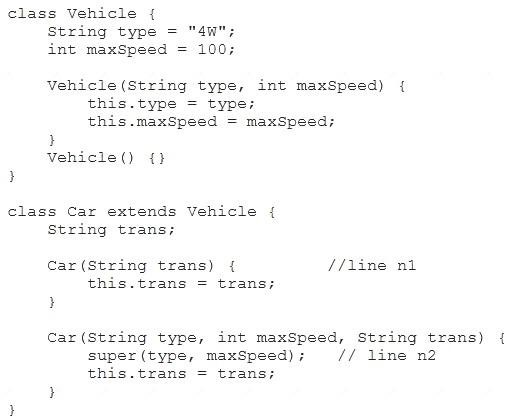 class Vehicle {
    String type = "4W";
    int maxSpeed = 100;

    Vehicle(String type, int maxSpeed) {
        this.type = type;
        this.maxSpeed = maxSpeed;
    }
    Vehicle() {}
}

class Car extends Vehicle {
    String trans;

    Car(String trans) {         //line n1
        this.trans = trans;
    }

    Car(String type, int maxSpeed, String trans) {
        super(type, maxSpeed);   // line n2
        this.trans = trans;
    }
}